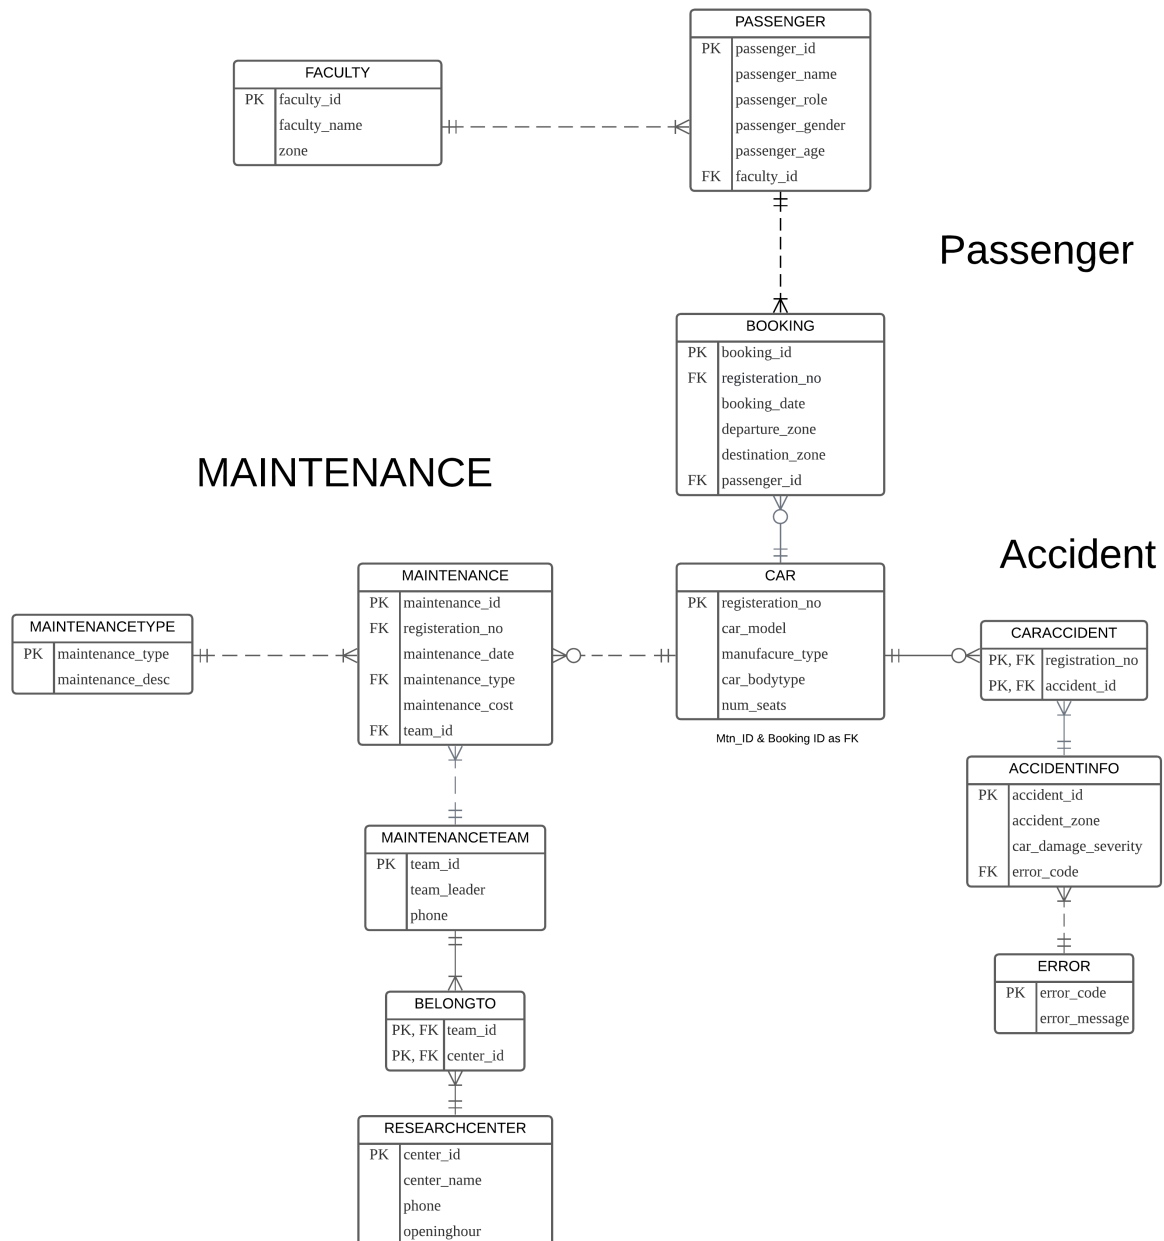 PASSENGER
PK passenger_id
passenger_name
passenger_role
passenger_gender
passenger_age
FK faculty_id
FACULTY
PK faculty_id
faculty_name
zone
Passenger
BOOKING
PK booking_id
FK registeration_no
booking_date
departure_zone
destination_zone
FK passenger_id
MAINTENANCE
Accident
MAINTENANCE
PK maintenance_id
FK registeration_no
maintenance_date
FK maintenance_type
maintenance_cost
FK team_id
CAR
PK registeration_no
car_model
manufacure_type
car_bodytype
num_seats
Mtn_ID & Booking ID as FK
MAINTENANCETYPE
PK maintenance_type
maintenance_desc
CARACCIDENT
PK, FK registration_no
PK, FK accident_id
ACCIDENTINFO
PK accident_id
accident_zone
car_damage_severity
FK error_code
MAINTENANCETEAM
PK team_id
team_leader
phone
ERROR
PK error_code
error_message
BELONGTO
PK, FK team_id
PK, FK center_id
RESEARCHCENTER
PK center_id
center_name
phone
openinghour